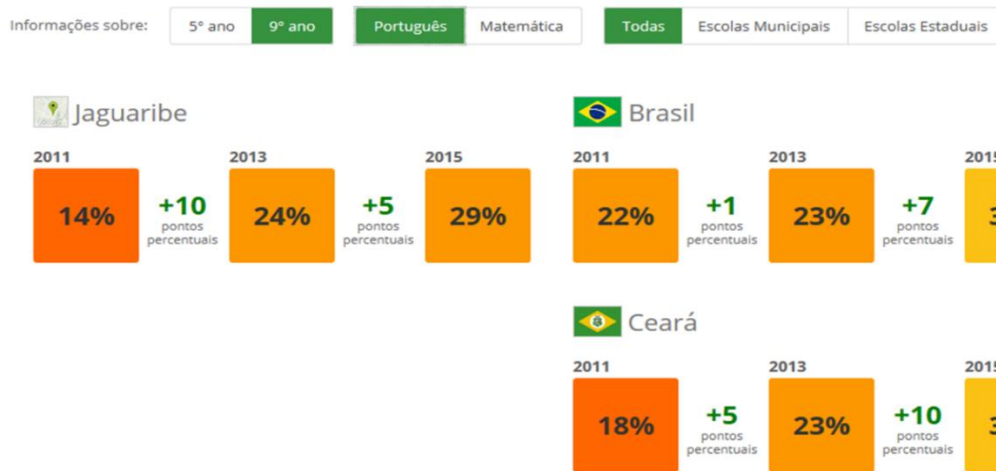 Informações sobre: 5º ano 9º ano Português Matemática Todas Escolas Municipais Escolas Estaduais
Jaguaribe
2011 2013 2015
14% +10 pontos percentuais 24% +5 pontos percentuais 29%
Brasil
2011 2013 2015
22% +1 pontos percentuais 23% +7 pontos percentuais
Ceará
2011 2013 2015
18% +5 pontos percentuais 23% +10 pontos percentuais